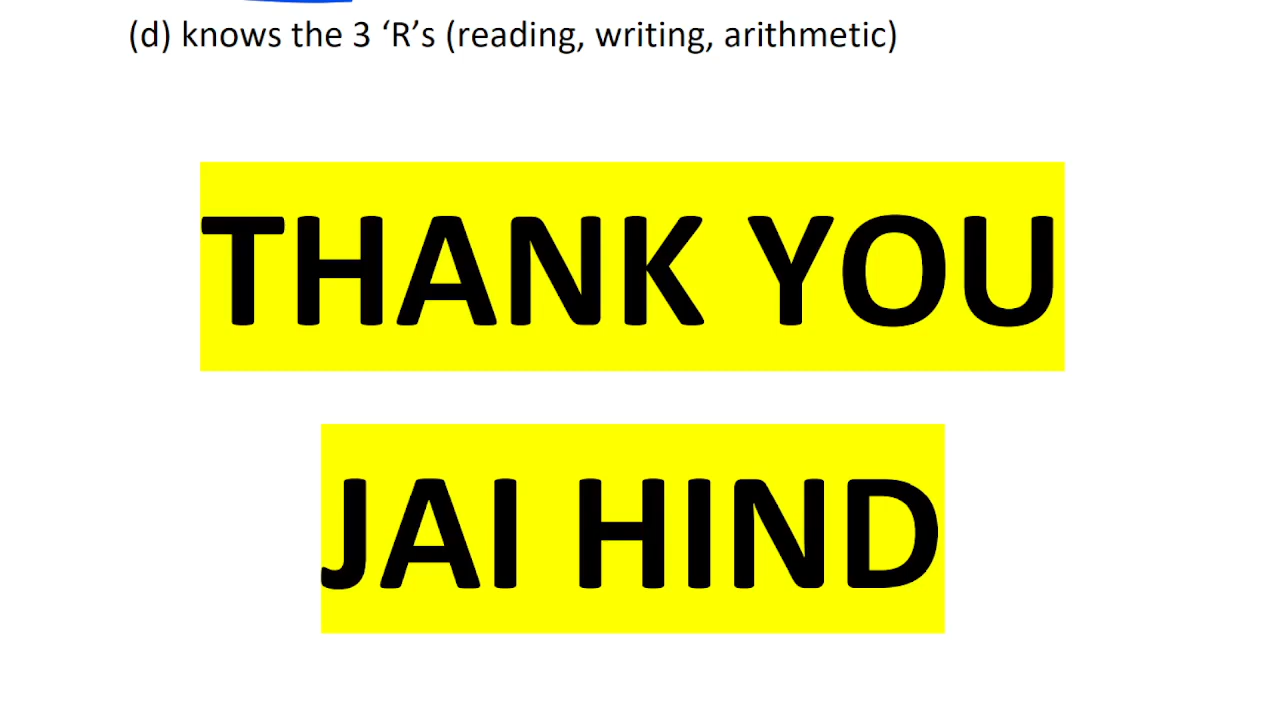 (d) knows the 3 ‘R’s (reading, writing, arithmetic)
THANK YOU
JAI HIND